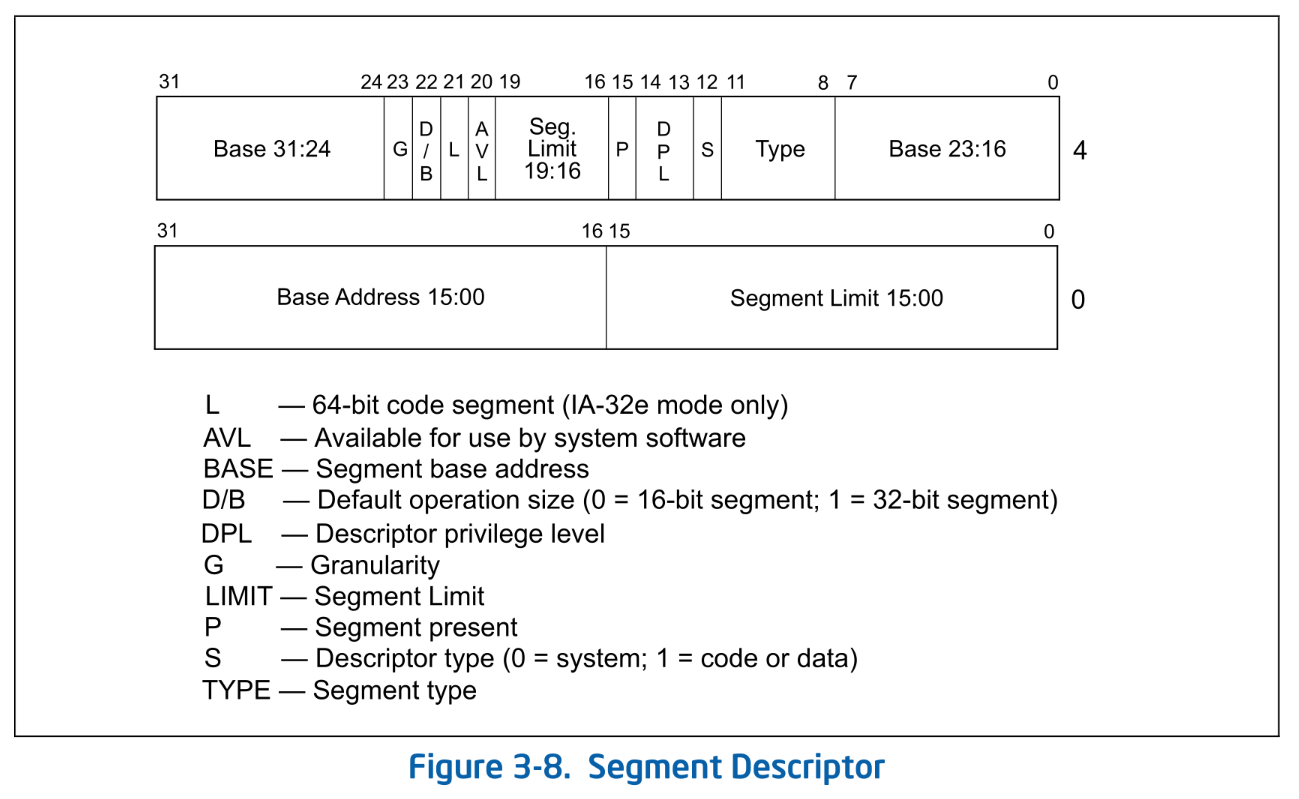 31 24 23 22 21 20 19 16 15 14 13 12 11 8 7 0
Base 31:24 G D/B L AVL Seg. Limit 19:16 P DPL S Type Base 23:16 4
31 16 15 0
Base Address 15:00 Segment Limit 15:00 0
L — 64-bit code segment (IA-32e mode only)
AVL — Available for use by system software
BASE — Segment base address
D/B — Default operation size (0 = 16-bit segment; 1 = 32-bit segment)
DPL — Descriptor privilege level
G — Granularity
LIMIT — Segment Limit
P — Segment present
S — Descriptor type (0 = system; 1 = code or data)
TYPE — Segment type
Figure 3-8. Segment Descriptor